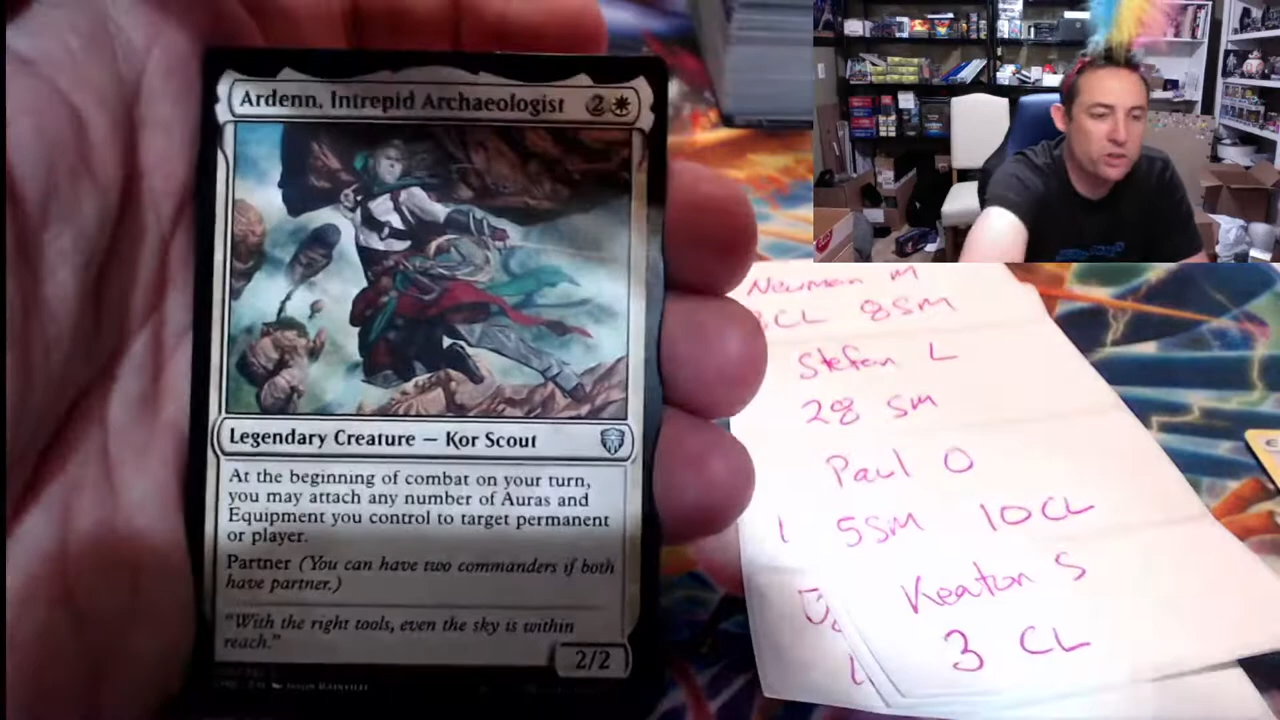 Ardenn, Intrepid Archaeologist 2
Legendary Creature — Kor Scout
At the beginning of combat on your turn,
you may attach any number of Auras and
Equipment you control to target permanent
or player.
Partner (You can have two commanders if both
have partner.)
"With the right tools, even the sky is within
reach."
2/2
Newman M
CL 8SM
Stefan L
28 SM
Paul O
1 5SM 10CL
Keaton S
3 CL